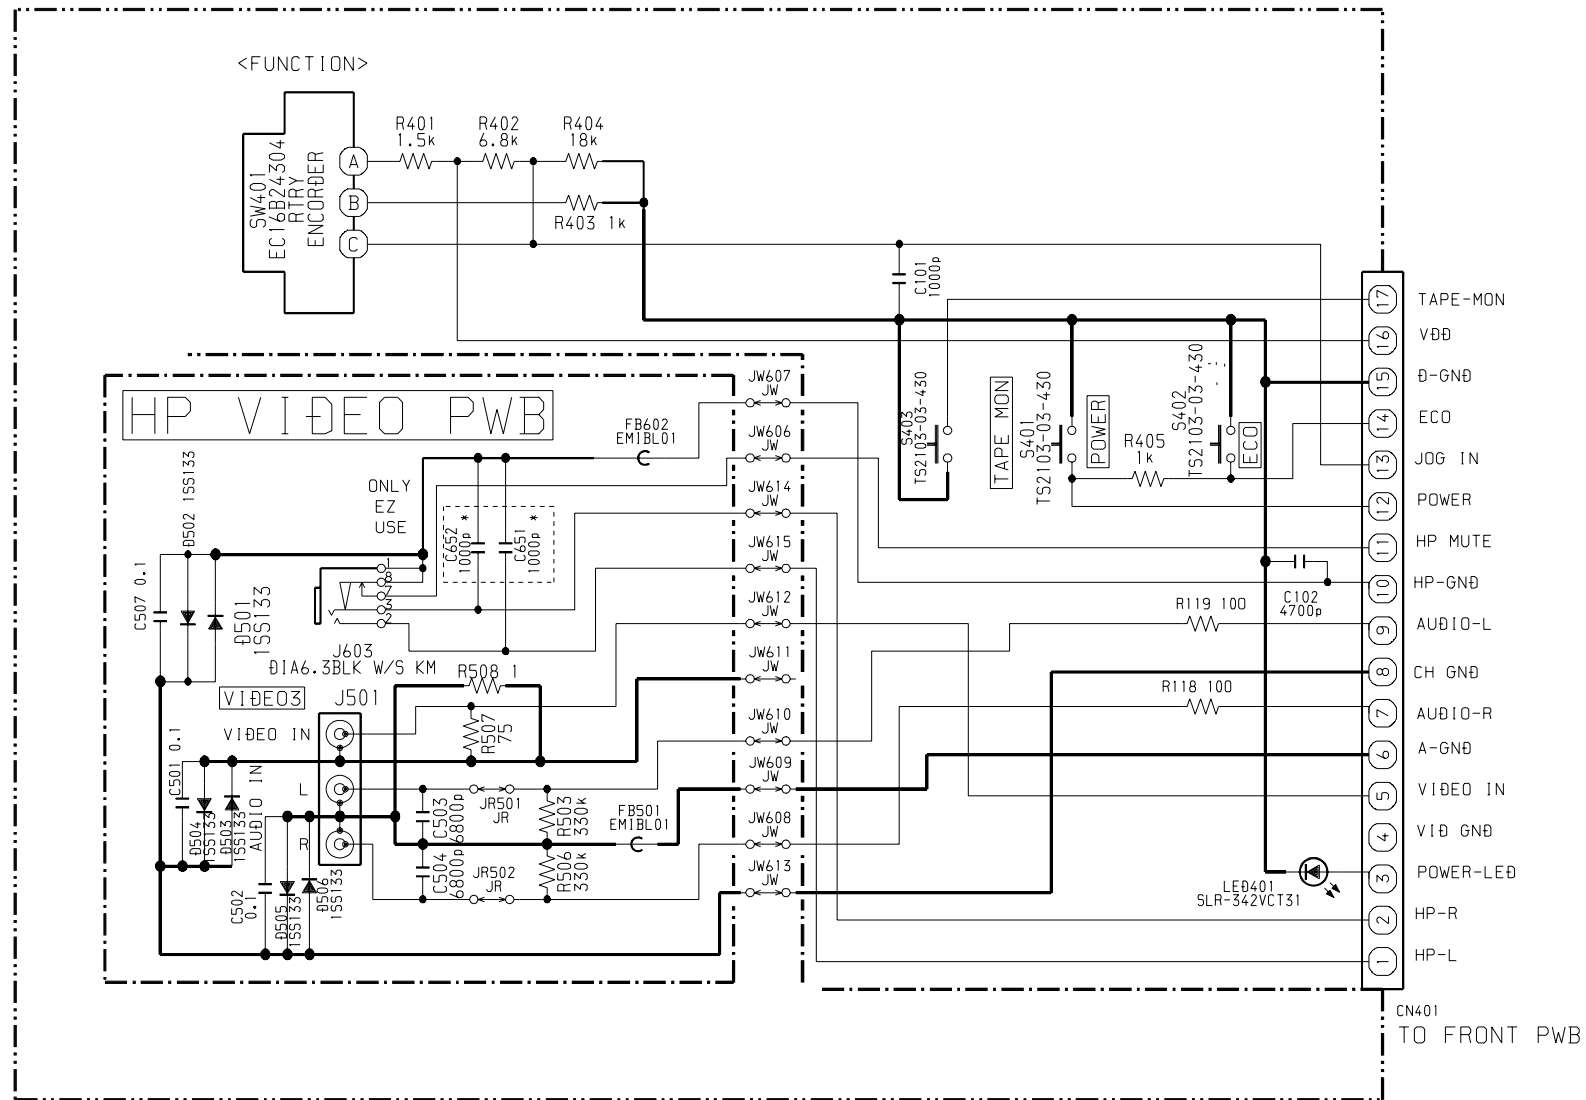 <FUNCTION>
SW401
EC16B24304
RTRY
ENCORDER
A
B
C
R401
1.5k
R402
6.8k
R404
18k
R403 1k
C101
1000p
17 TAPE-MON
16 VDD
15 D-GND
14 ECO
13 JOG IN
12 POWER
11 HP MUTE
10 HP-GND
9 AUDIO-L
8 CH GND
7 AUDIO-R
6 A-GND
5 VIDEO IN
4 VID GND
3 POWER-LED
2 HP-R
1 HP-L
CN401
TO FRONT PWB
S403
TS2103-03-430
TAPE MON
S401
TS2103-03-430
POWER
R405
1k
S402
TS2103-03-430
ECO
C102
4700p
R119 100
R118 100
LED401
SLR-342VCT31
HP VIDEO PWB
JW607
JW
JW606
JW
JW614
JW
JW615
JW
JW612
JW
JW611
JW
JW610
JW
JW609
JW
JW608
JW
JW613
JW
FB602
EMIBL01
ONLY
EZ
USE
C652
1000p *
C651
1000p *
D502 1SS133
C507 0.1
D501
1SS133
1
8
7
3
2
J603
DIA6.3BLK W/S KM
R508 1
VIDEO3
J501
VIDEO IN
R507
75
C501 0.1
D504
1SS133
D503
1SS133
AUDIO IN
L
R
C503
6800p
C504
6800p
JR501
JR
JR502
JR
R503
330k
R506
330k
FB501
EMIBL01
C502
0.1
D505
1SS133
D506
1SS133